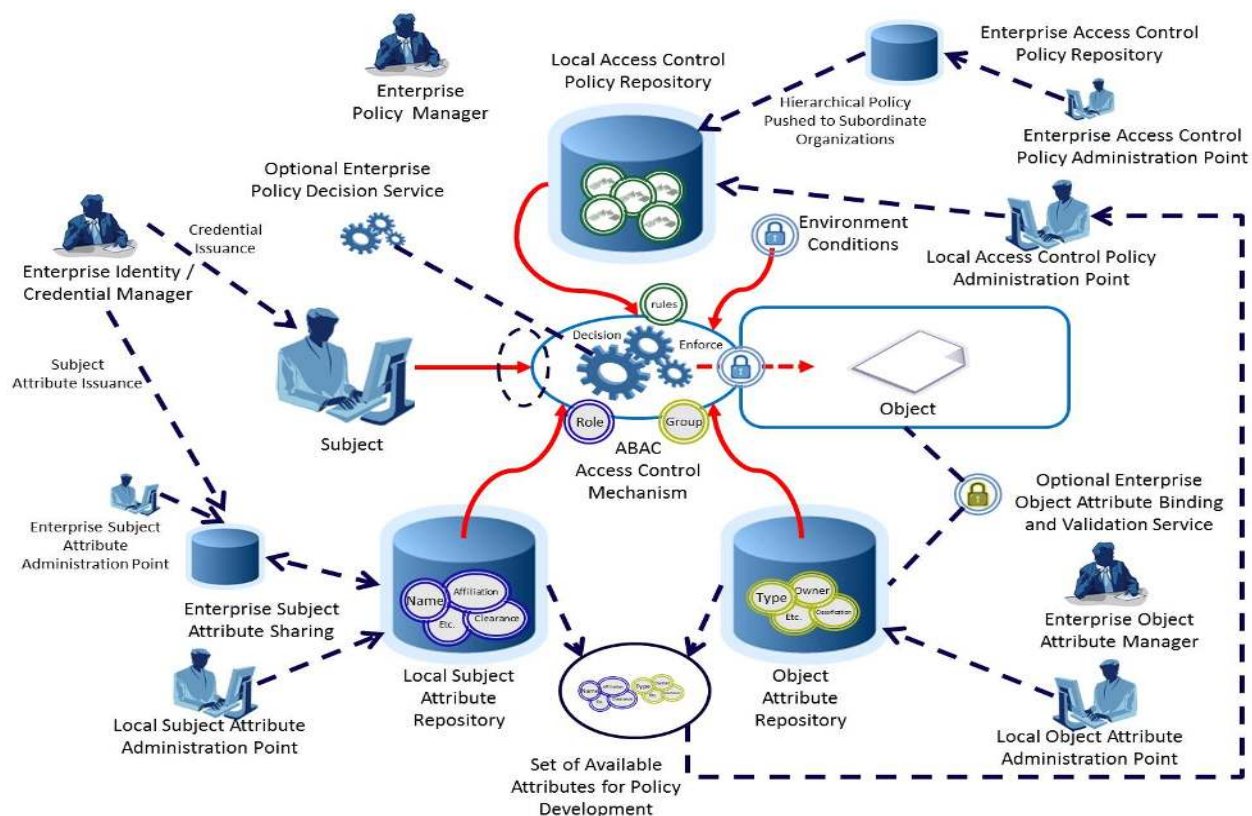 Enterprise
Policy Manager
Local Access Control
Policy Repository
Enterprise Access Control
Policy Repository
Hierarchical Policy
Pushed to Subordinate
Organizations
Enterprise Access Control
Policy Administration Point
Optional Enterprise
Policy Decision Service
Credential
Issuance
Enterprise Identity /
Credential Manager
Environment
Conditions
Local Access Control Policy
Administration Point
rules
Decision
Enforce
Subject
Attribute Issuance
Subject
Object
Role
Group
ABAC
Access Control
Mechanism
Optional Enterprise
Object Attribute Binding
and Validation Service
Enterprise Subject
Attribute
Administration Point
Enterprise Subject
Attribute Sharing
Name
Affiliation
Etc.
Clearance
Type
Owner
Etc.
Classification
Enterprise Object
Attribute Manager
Local Subject
Attribute
Repository
Object
Attribute
Repository
Local Subject Attribute
Administration Point
Name
Type
Local Object Attribute
Administration Point
Set of Available
Attributes for Policy
Development